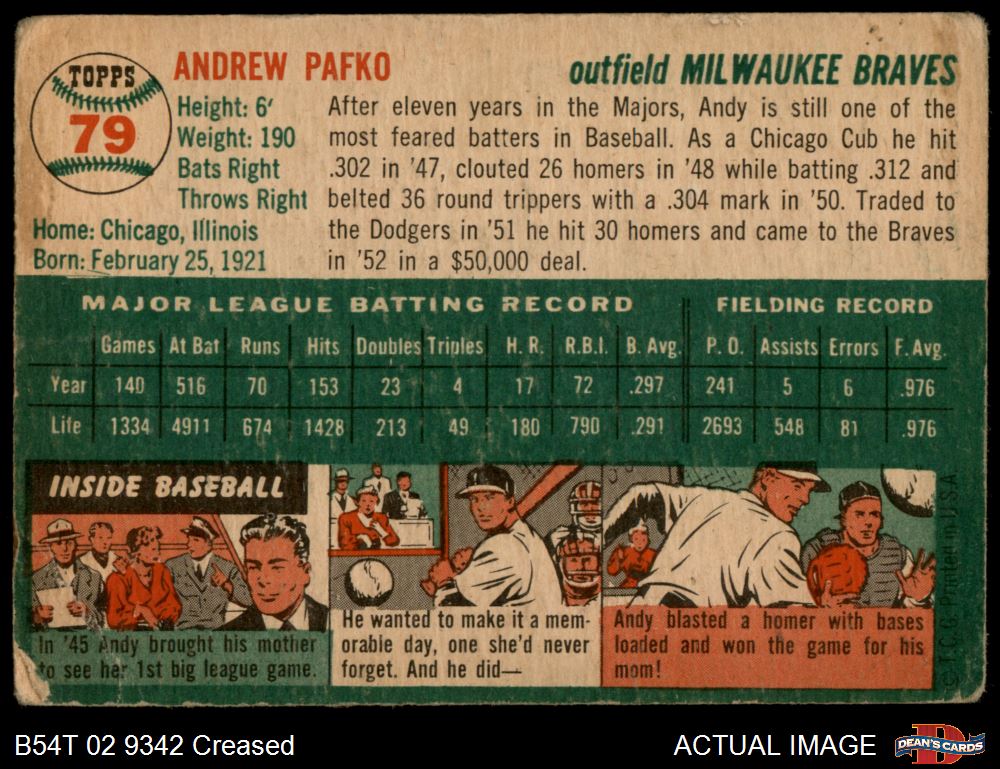 TOPPS
79
ANDREW PAFKO
outfield MILWAUKEE BRAVES
Height: 6'
Weight: 190
Bats Right
Throws Right
Home: Chicago, Illinois
Born: February 25, 1921
After eleven years in the Majors, Andy is still one of the
most feared batters in Baseball. As a Chicago Cub he hit
.302 in '47, clouted 26 homers in '48 while batting .312 and
belted 36 round trippers with a .304 mark in '50. Traded to
the Dodgers in '51 he hit 30 homers and came to the Braves
in '52 in a $50,000 deal.
MAJOR LEAGUE BATTING RECORD FIELDING RECORD
Games At Bat Runs Hits Doubles Triples H. R. R.B.I. B. Avg. P. O. Assists Errors F. Avg.
Year 140 516 70 153 23 4 17 72 .297 241 5 6 .976
Life 1334 4911 674 1428 213 49 180 790 .291 2693 548 81 .976
INSIDE BASEBALL
In '45 Andy brought his mother
to see her 1st big league game.
He wanted to make it a mem-
orable day, one she'd never
forget. And he did—
Andy blasted a homer with bases
loaded and won the game for his
mom!
© T.C.G. Printed in U.S.A.
B54T 02 9342 Creased
ACTUAL IMAGE
D
DEAN'S CARDS